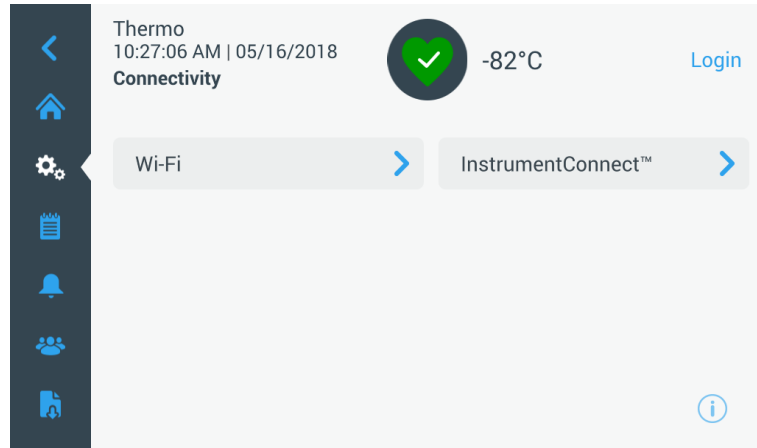 Thermo
10:27:06 AM | 05/16/2018
Connectivity
-82°C
Login
Wi-Fi
InstrumentConnect™